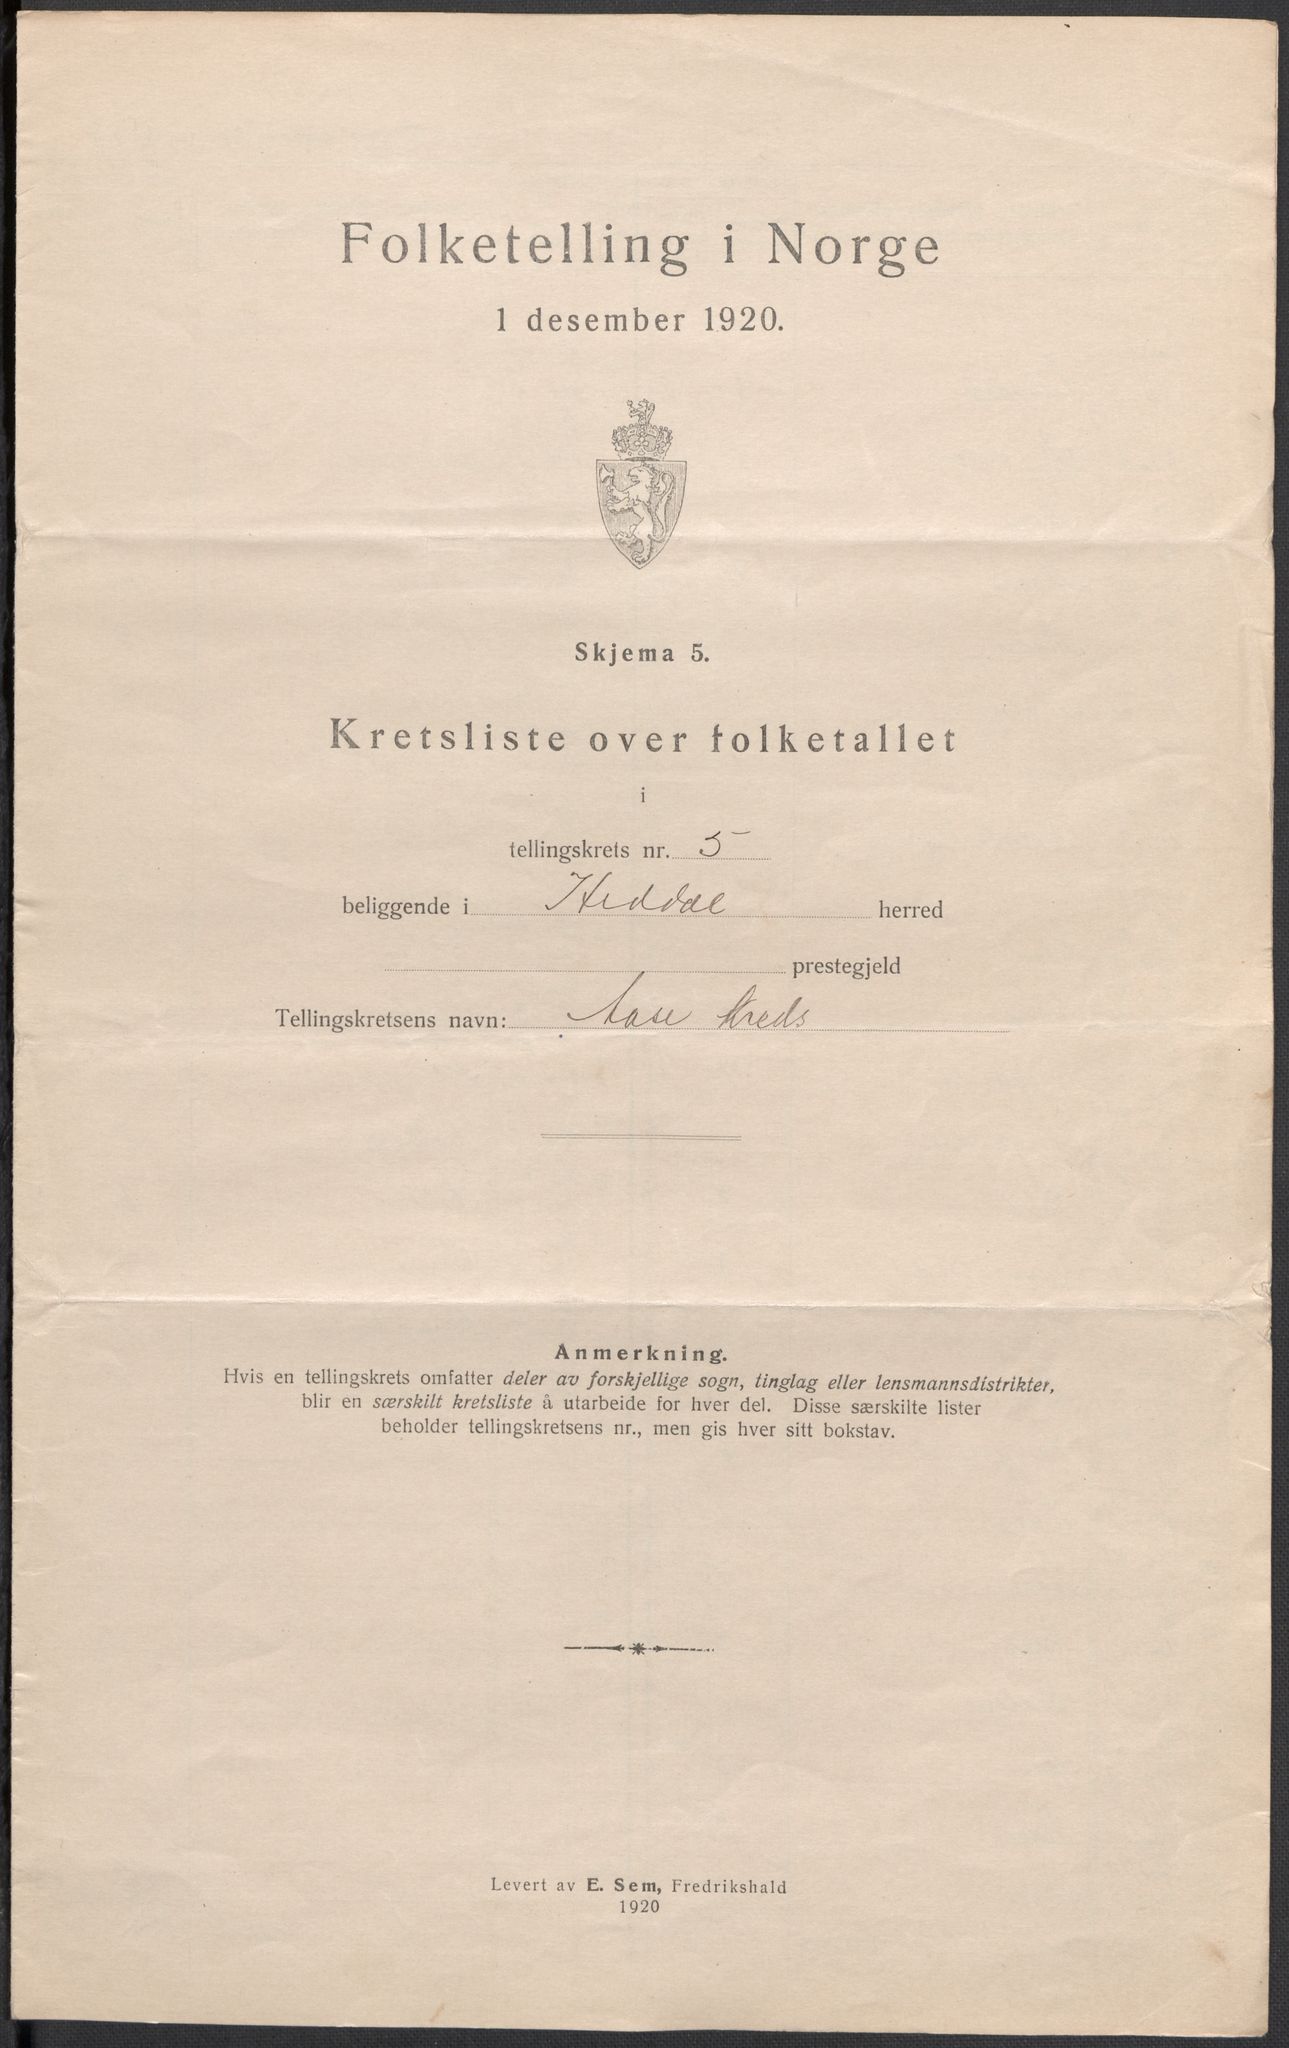 Folketelling i Norge
1 desember 1920.
Skjema 5.
Kretsliste over folketallet
i
tellingskrets nr. 5
beliggende i Heddal herred
prestegjeld
Tellingskretsens navn: Aase Kreds
Anmerkning.
Hvis en tellingskrets omfatter deler av forskjellige sogn, tinglag eller lensmannsdistrikter,
blir en særskilt kretsliste å utarbeide for hver del. Disse særskilte lister
beholder tellingskretsens nr., men gis hver sitt bokstav.
Levert av E. Sem, Fredrikshald
1920